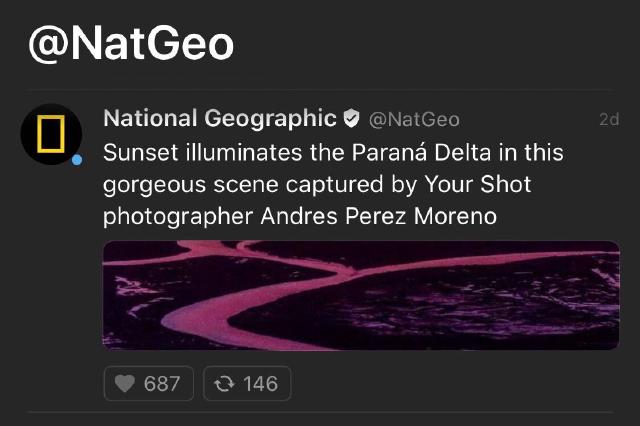 @NatGeo
National Geographic @NatGeo 2d
Sunset illuminates the Paraná Delta in this
gorgeous scene captured by Your Shot
photographer Andres Perez Moreno
687 146